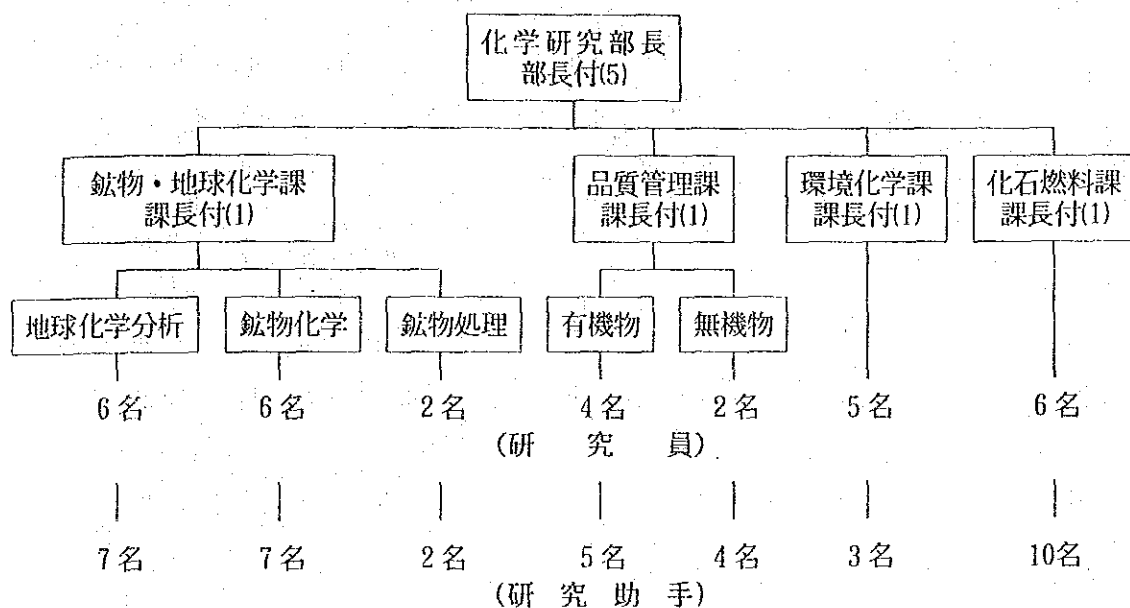 化学研究部長
部長付(5)
鉱物・地球化学課
課長付(1)
品質管理課
課長付(1)
環境化学課
課長付(1)
化石燃料課
課長付(1)
地球化学分析
鉱物化学
鉱物処理
有機物
無機物
6名
6名
2名
4名
2名
5名
6名
(研究員)
7名
7名
2名
5名
4名
3名
10名
(研究助手)